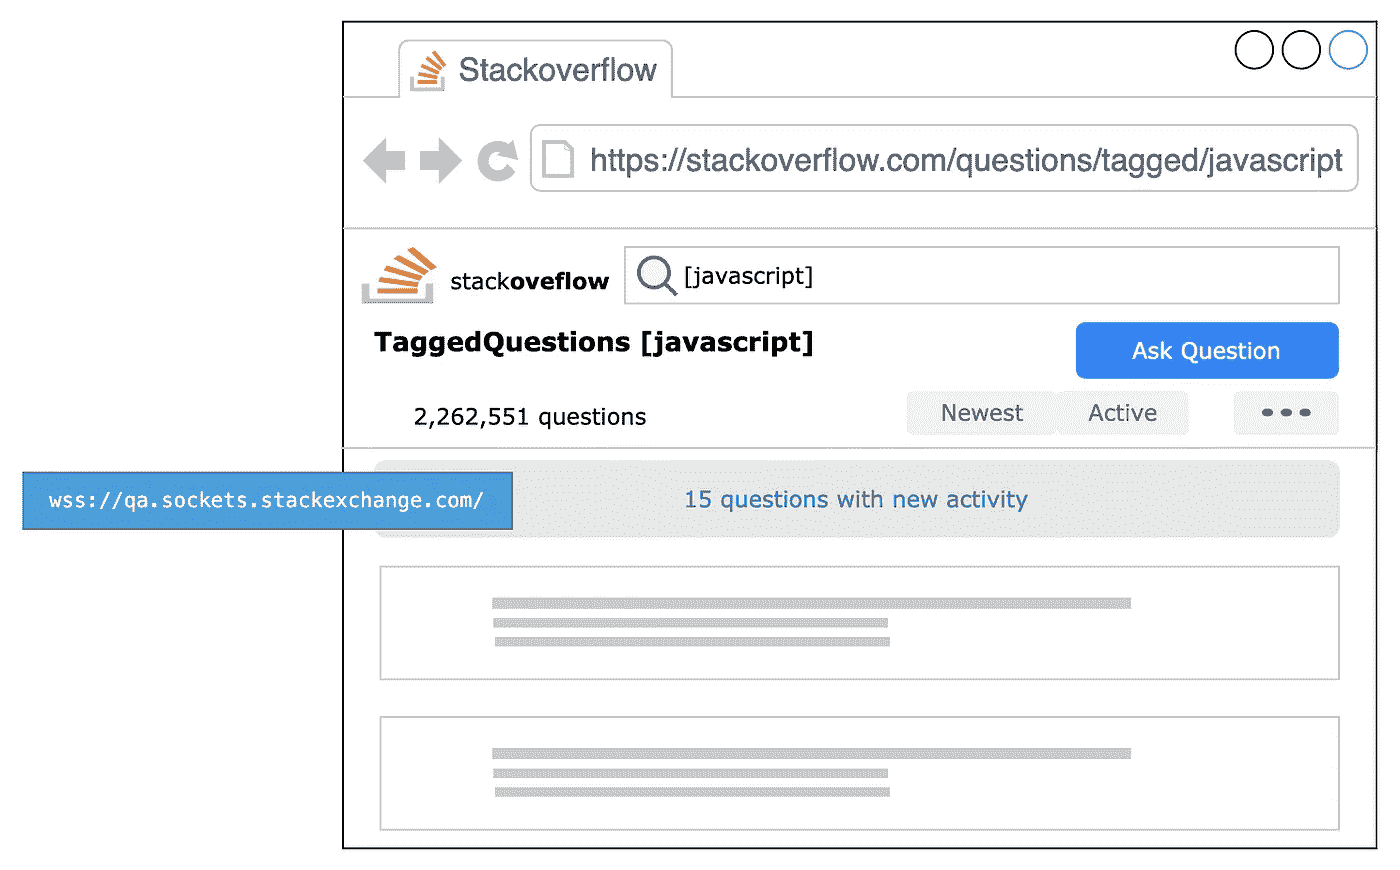 Stackoverflow
https://stackoverflow.com/questions/tagged/javascript
stackoveflow
[javascript]
TaggedQuestions [javascript]
Ask Question
2,262,551 questions
Newest
Active
wss://qa.sockets.stackexchange.com/
15 questions with new activity